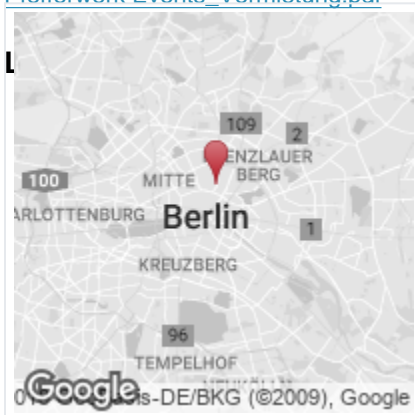 109
2
ENZLAUER
BERG
100
MITTE
ARLOTTENBURG
Berlin
1
KREUZBERG
96
TEMPELHOF
Google
-DE/BKG (©2009), Google